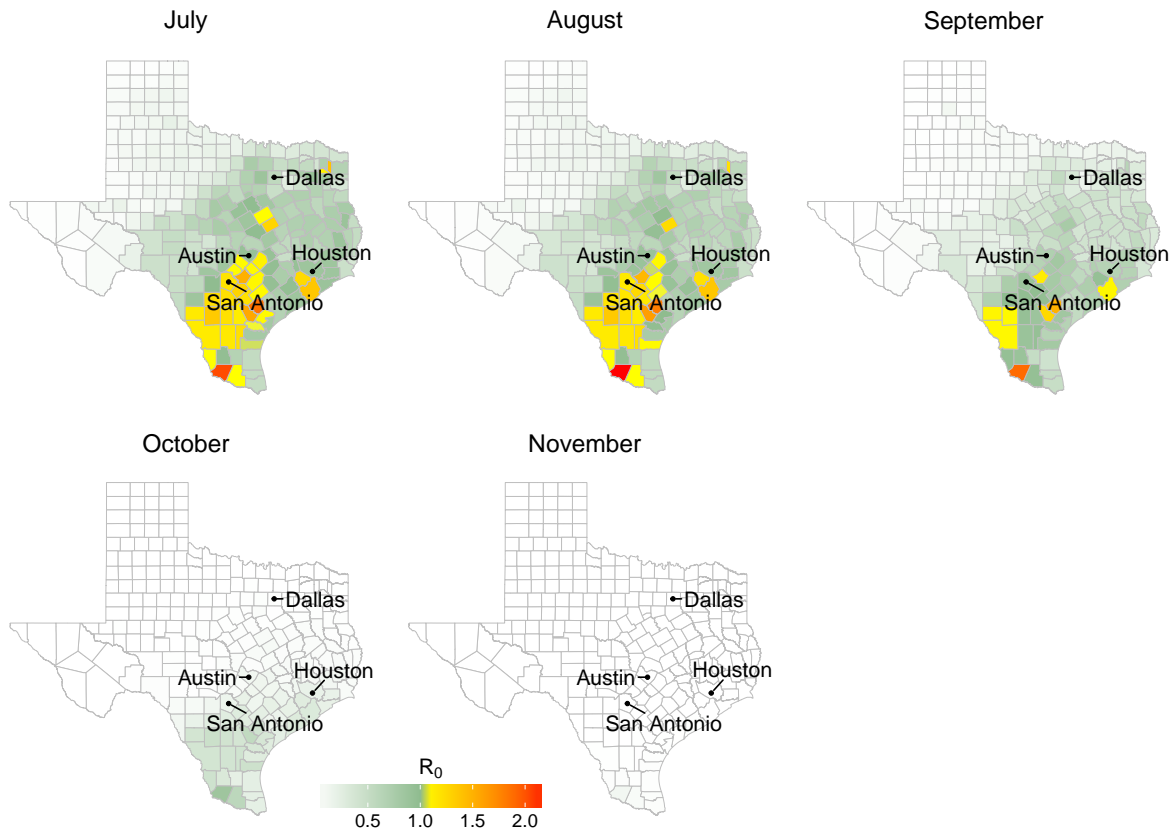 July
August
September
Dallas
Austin
Houston
San Antonio
Dallas
Austin
Houston
San Antonio
Dallas
Austin
Houston
San Antonio
October
November
Dallas
Austin
Houston
San Antonio
Dallas
Austin
Houston
San Antonio
R0
0.5 1.0 1.5 2.0